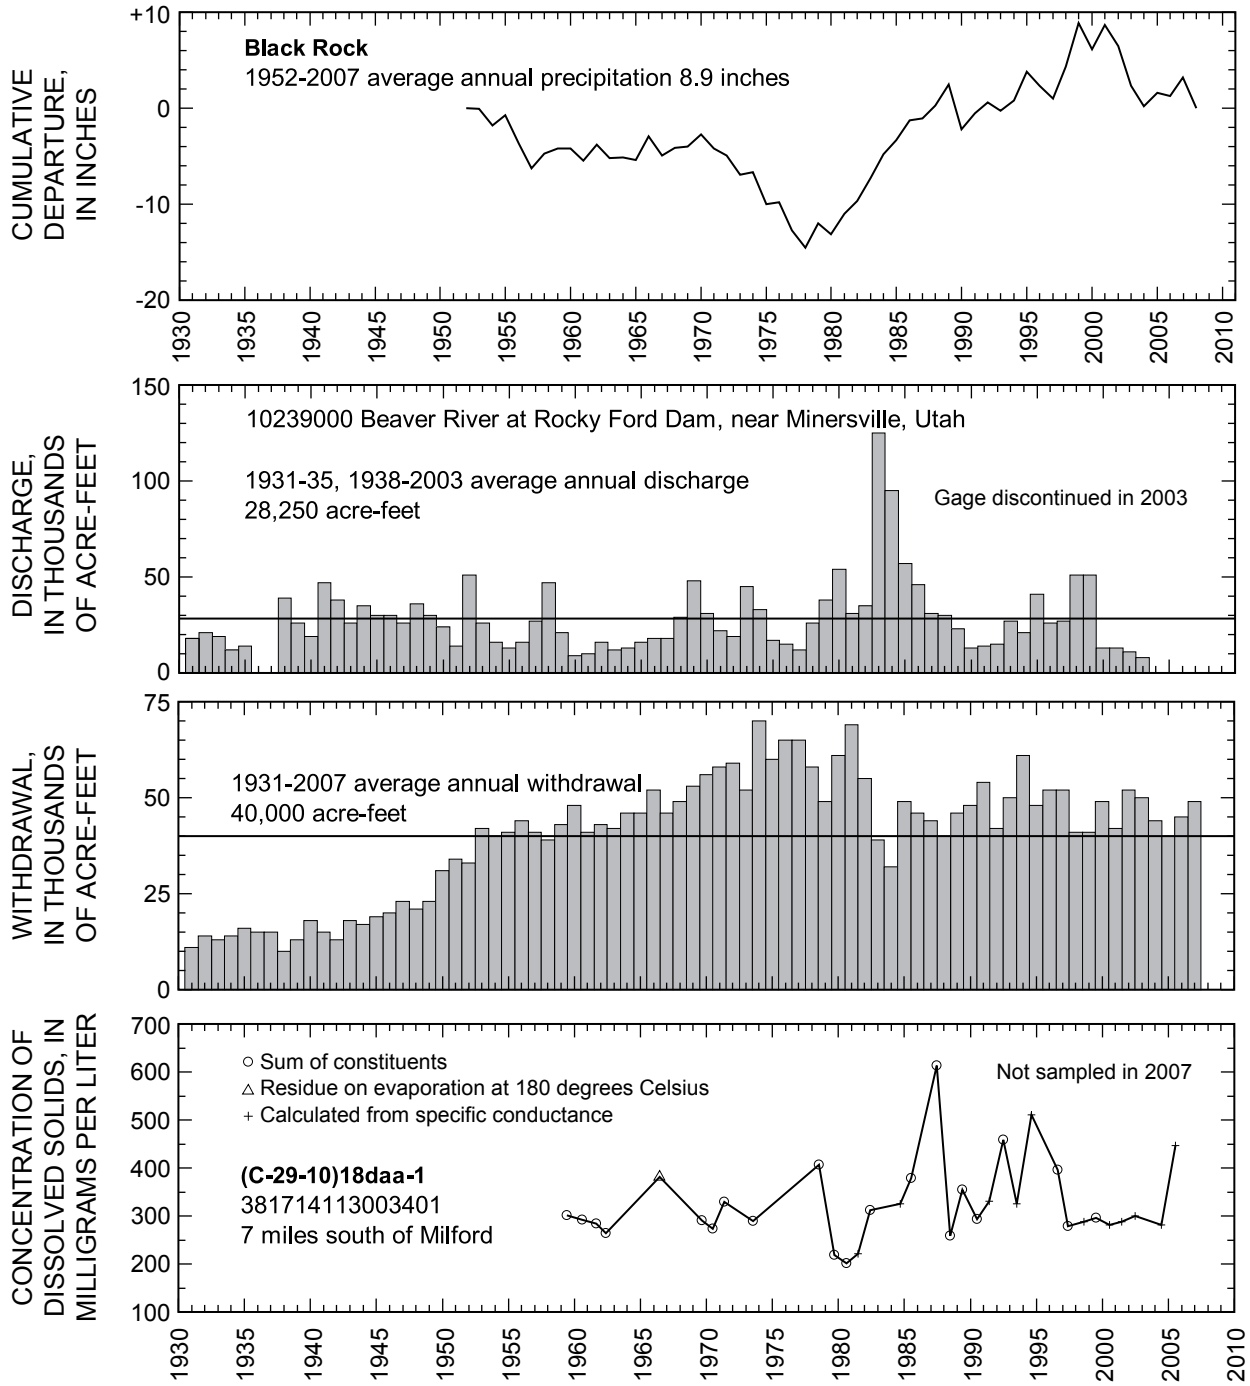 CUMULATIVE
DEPARTURE,
IN INCHES
+10
0
-10
-20
Black Rock
1952-2007 average annual precipitation 8.9 inches
1930 1935 1940 1945 1950 1955 1960 1965 1970 1975 1980 1985 1990 1995 2000 2005 2010
DISCHARGE,
IN THOUSANDS
OF ACRE-FEET
150
100
50
0
10239000 Beaver River at Rocky Ford Dam, near Minersville, Utah
1931-35, 1938-2003 average annual discharge
28,250 acre-feet
Gage discontinued in 2003
WITHDRAWAL,
IN THOUSANDS
OF ACRE-FEET
75
50
25
0
1931-2007 average annual withdrawal
40,000 acre-feet
CONCENTRATION OF
DISSOLVED SOLIDS, IN
MILLIGRAMS PER LITER
700
600
500
400
300
200
100
Sum of constituents
Residue on evaporation at 180 degrees Celsius
Calculated from specific conductance
Not sampled in 2007
(C-29-10)18daa-1
381714113003401
7 miles south of Milford
1930 1935 1940 1945 1950 1955 1960 1965 1970 1975 1980 1985 1990 1995 2000 2005 2010